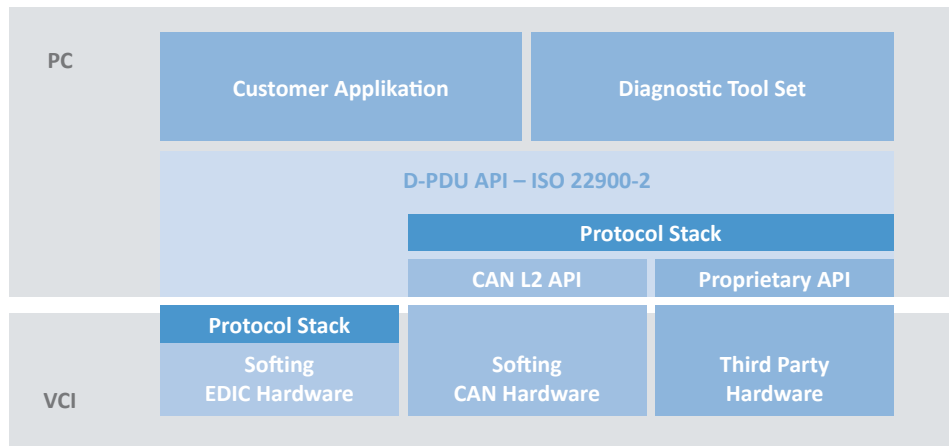 PC
Customer Applikation
Diagnostic Tool Set
D-PDU API – ISO 22900-2
Protocol Stack
CAN L2 API
Proprietary API
VCI
Protocol Stack
Softing
EDIC Hardware
Softing
CAN Hardware
Third Party
Hardware